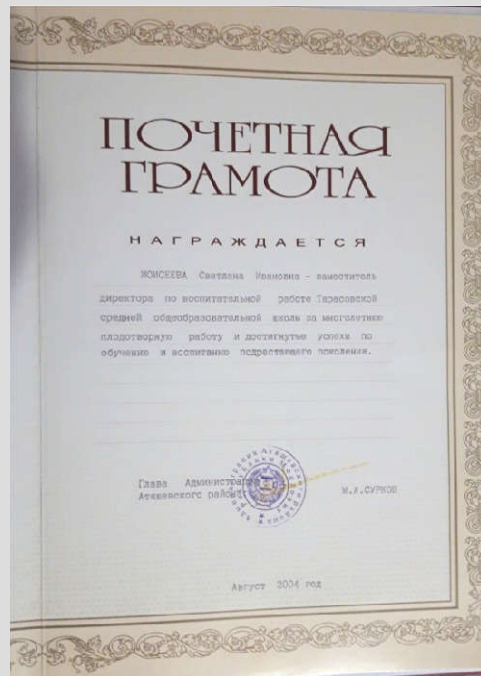 ПОЧЕТНАЯ
ГРАМОТА
НАГРАЖДАЕТСЯ
МОИСЕЕВА Светлана Ивановна - заместитель
директора по воспитательной работе Тарасовской
средней общеобразовательной школы за многолетнюю
плодотворную работу и достигнутые успехи по
обучению и воспитанию подрастающего поколения.
Глава Администрации
Атяшевского района
СУРКОВ
Август 2004 год